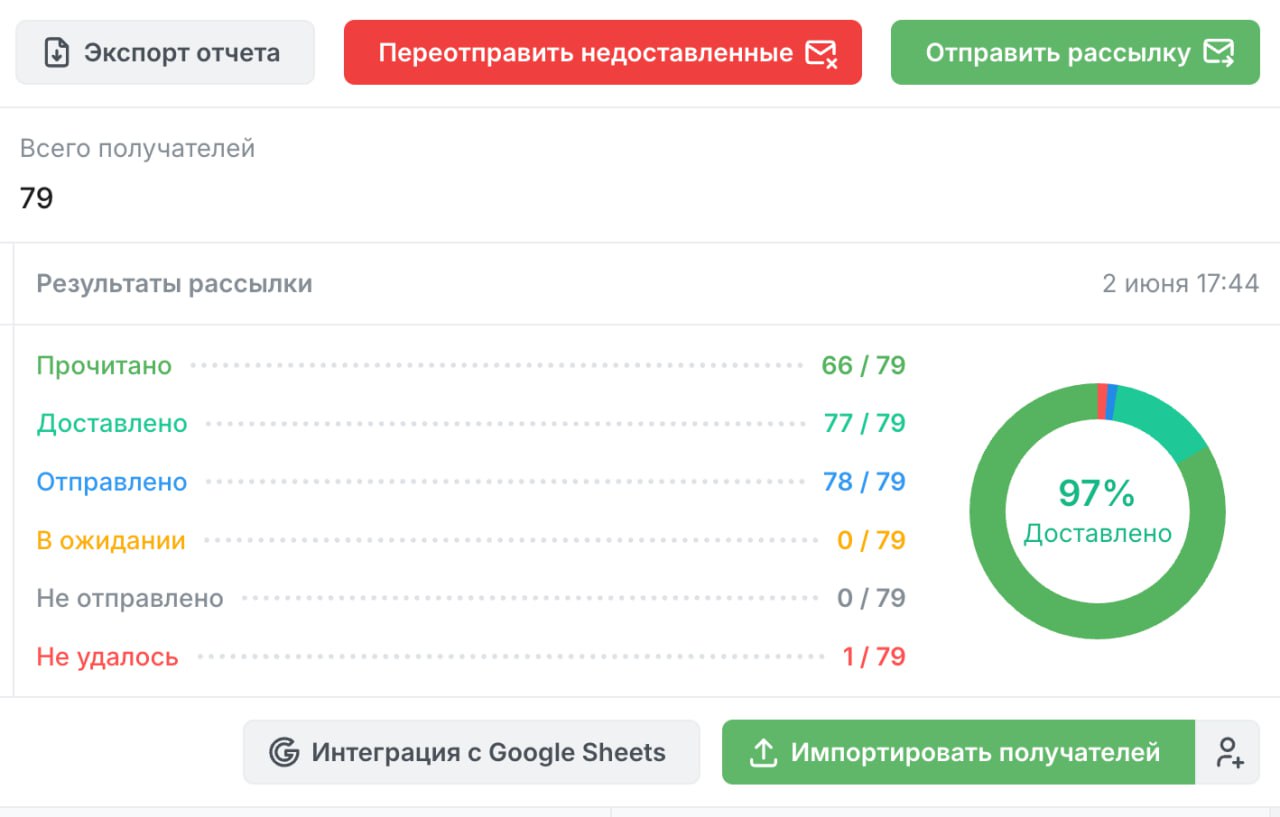 Экспорт отчета
Переотправить недоставленные
Отправить рассылку
Всего получателей
79
Результаты рассылки
2 июня 17:44
Прочитано 66 / 79
Доставлено 77 / 79
Отправлено 78 / 79
В ожидании 0 / 79
Не отправлено 0 / 79
Не удалось 1 / 79
97%
Доставлено
Интеграция с Google Sheets
Импортировать получателей